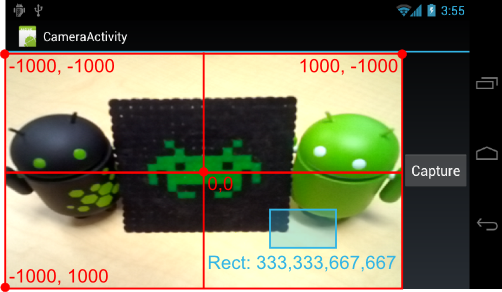 3:55
CameraActivity
-1000, -1000
1000, -1000
0,0
Capture
Rect: 333,333,667,667
-1000, 1000